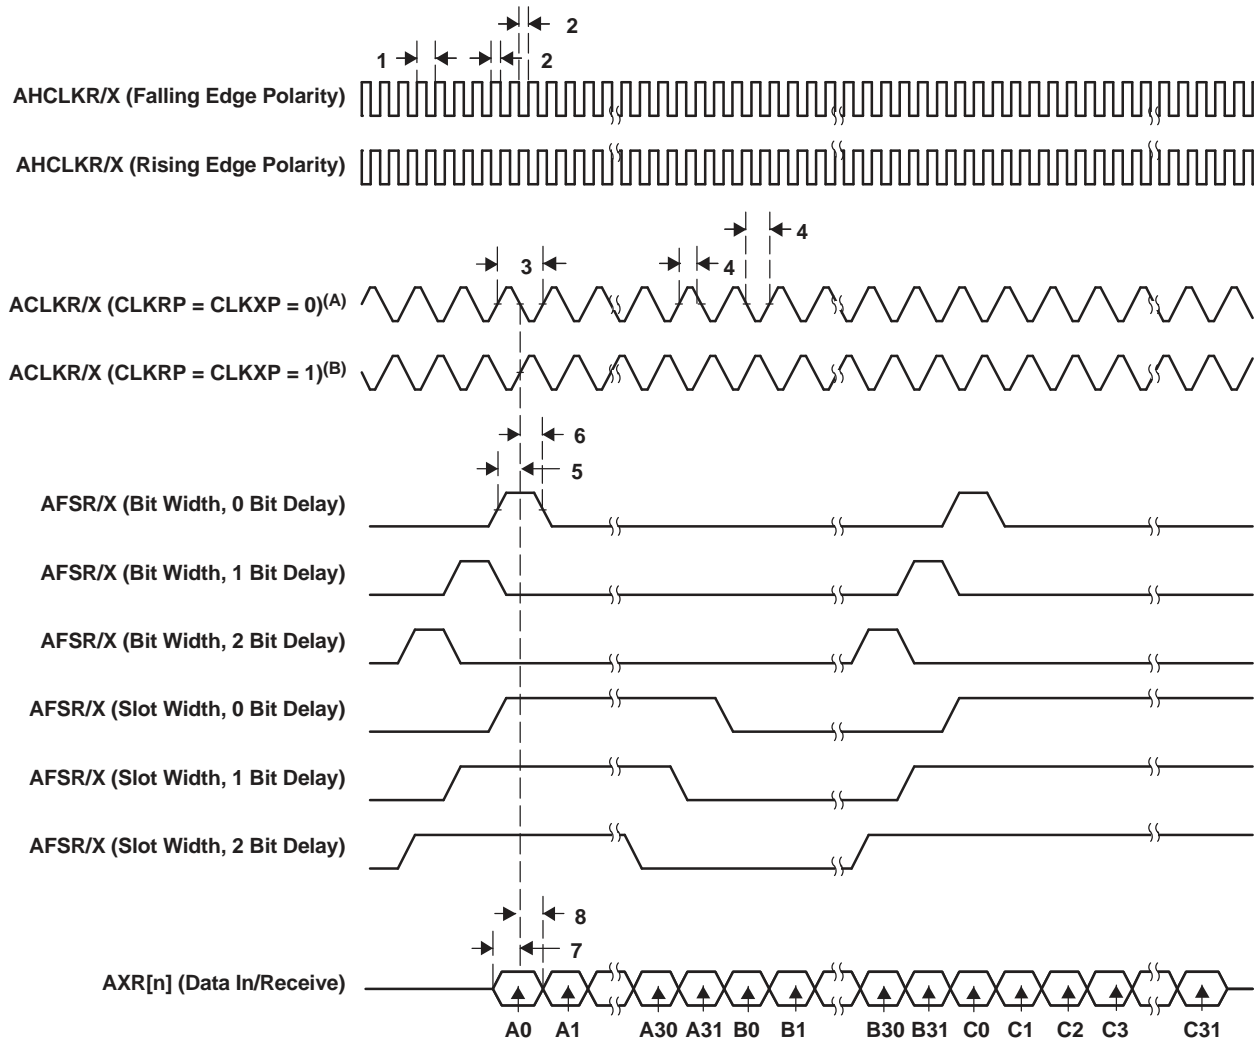 2
1
2
AHCLKR/X (Falling Edge Polarity)
AHCLKR/X (Rising Edge Polarity)
4
3
4
ACLKR/X (CLKRP = CLKXP = 0)(A)
ACLKR/X (CLKRP = CLKXP = 1)(B)
6
5
AFSR/X (Bit Width, 0 Bit Delay)
AFSR/X (Bit Width, 1 Bit Delay)
AFSR/X (Bit Width, 2 Bit Delay)
AFSR/X (Slot Width, 0 Bit Delay)
AFSR/X (Slot Width, 1 Bit Delay)
AFSR/X (Slot Width, 2 Bit Delay)
8
7
AXR[n] (Data In/Receive)
A0 A1 A30 A31 B0 B1 B30 B31 C0 C1 C2 C3 C31